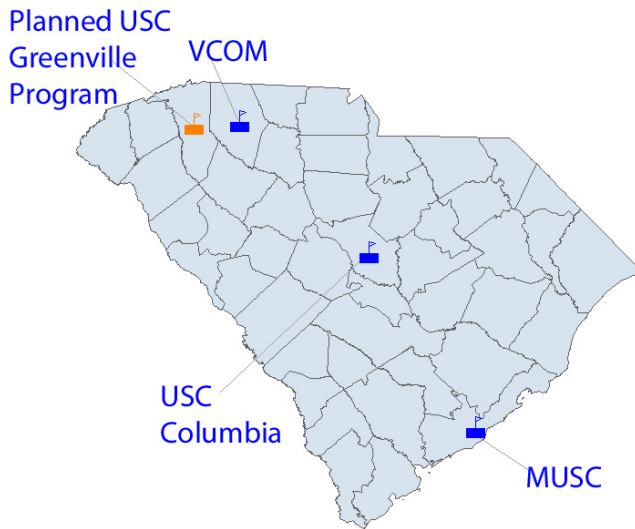 Planned USC
Greenville
Program
VCOM
USC
Columbia
MUSC